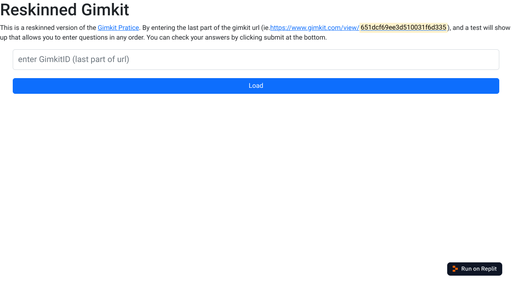 Reskinned Gimkit
This is a reskinned version of the Gimkit Pratice. By entering the last part of the gimkit url (ie.https://www.gimkit.com/view/651dcf69ee3d510031f6d335), and a test will show
up that allows you to enter questions in any order. You can check your answers by clicking submit at the bottom.
enter GimkitID (last part of url)
Load
Run on Replit